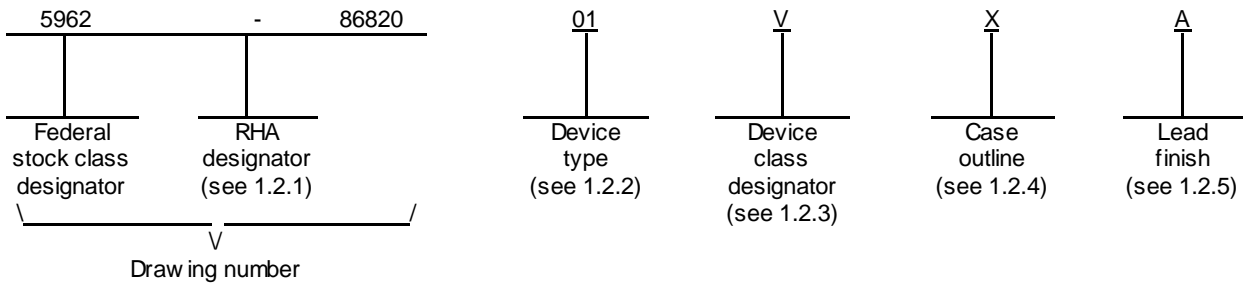 5962 - 86820 01 V X A
Federal stock class designator
RHA designator (see 1.2.1)
Device type (see 1.2.2)
Device class designator (see 1.2.3)
Case outline (see 1.2.4)
Lead finish (see 1.2.5)
\ /
\/
Drawing number